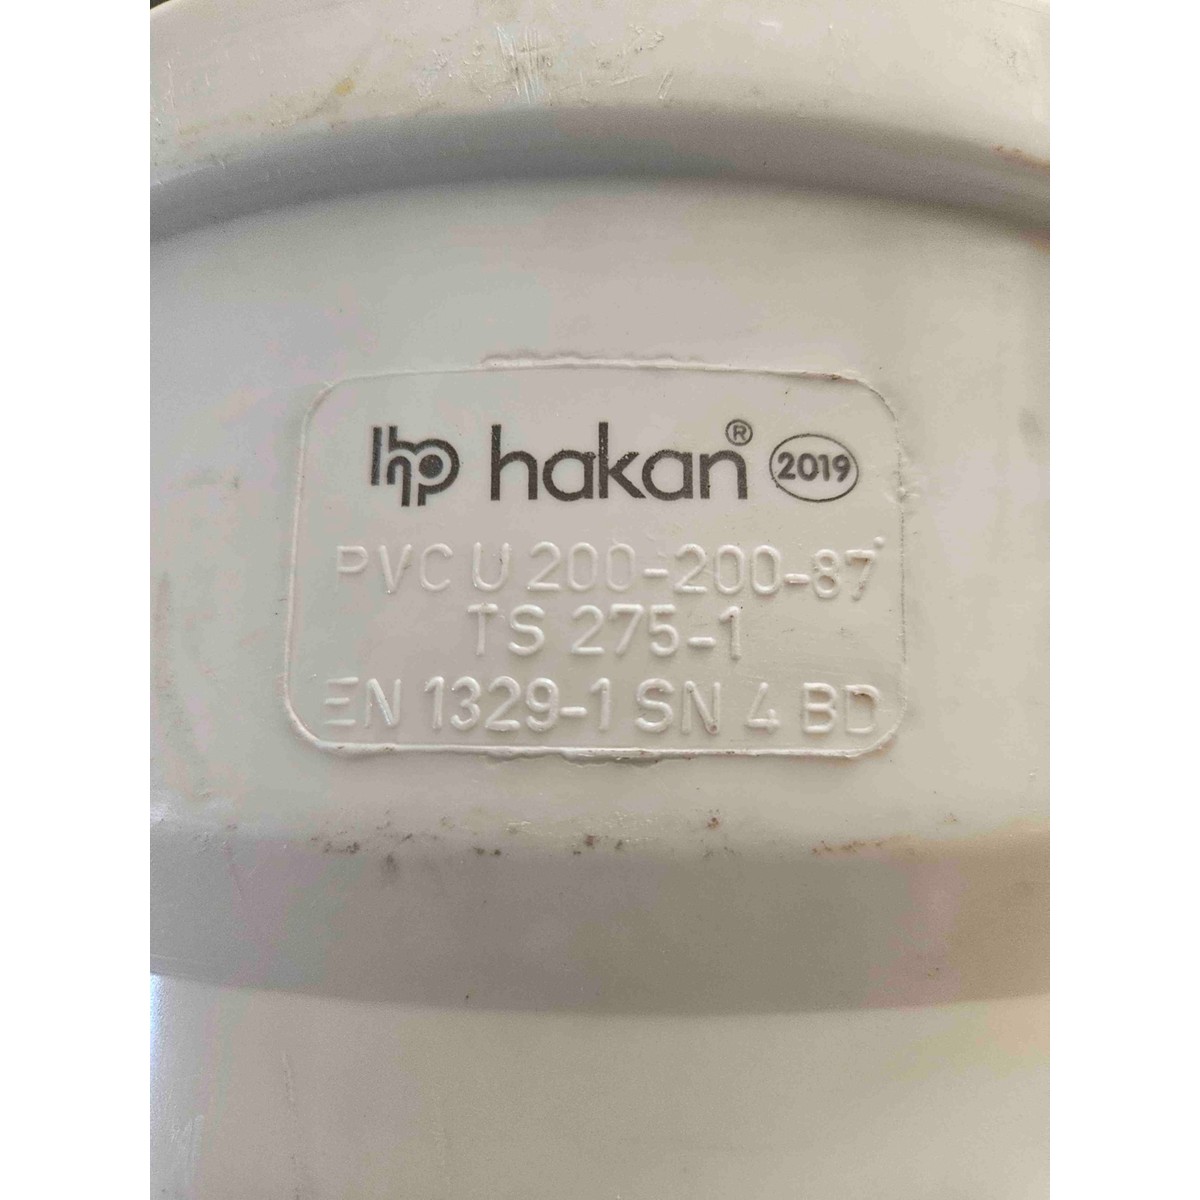 hp hakan® 2019
PVC U 200-200-87°
TS 275-1
EN 1329-1 SN 4 BD